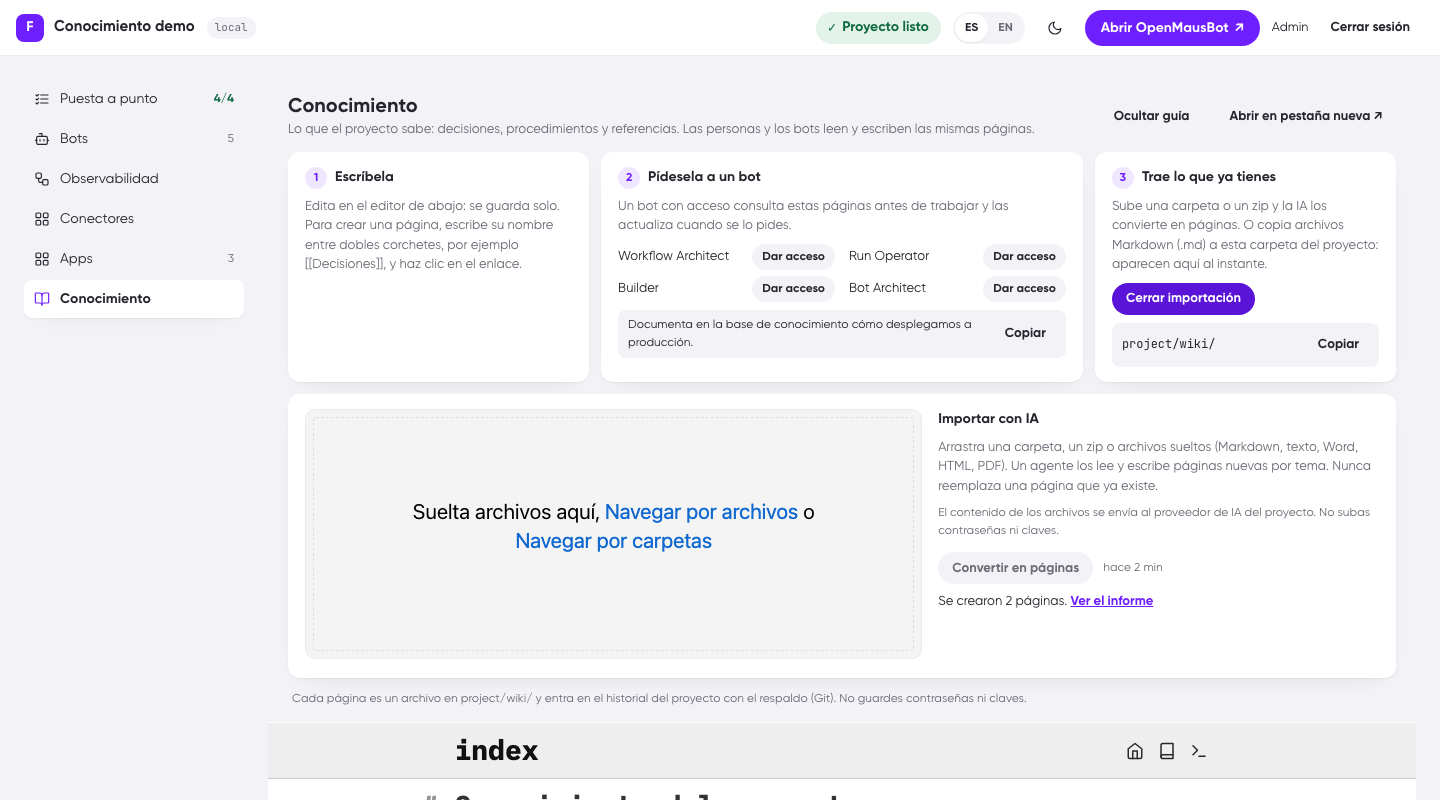 F Conocimiento demo local
✓ Proyecto listo ES EN Abrir OpenMausBot ↗ Admin Cerrar sesión
Puesta a punto 4/4
Bots 5
Observabilidad
Conectores
Apps 3
Conocimiento
Conocimiento
Lo que el proyecto sabe: decisiones, procedimientos y referencias. Las personas y los bots leen y escriben las mismas páginas.
Ocultar guía Abrir en pestaña nueva ↗
1 Escríbela
Edita en el editor de abajo: se guarda solo.
Para crear una página, escribe su nombre
entre dobles corchetes, por ejemplo
[[Decisiones]], y haz clic en el enlace.
2 Pídesela a un bot
Un bot con acceso consulta estas páginas antes de trabajar y las
actualiza cuando se lo pides.
Workflow Architect Dar acceso Run Operator Dar acceso
Builder Dar acceso Bot Architect Dar acceso
Documenta en la base de conocimiento cómo desplegamos a
producción.
Copiar
3 Trae lo que ya tienes
Sube una carpeta o un zip y la IA los
convierte en páginas. O copia archivos
Markdown (.md) a esta carpeta del proyecto:
aparecen aquí al instante.
Cerrar importación
project/wiki/ Copiar
Suelta archivos aquí, Navegar por archivos o
Navegar por carpetas
Importar con IA
Arrastra una carpeta, un zip o archivos sueltos (Markdown, texto, Word,
HTML, PDF). Un agente los lee y escribe páginas nuevas por tema. Nunca
reemplaza una página que ya existe.
El contenido de los archivos se envía al proveedor de IA del proyecto. No subas
contraseñas ni claves.
Convertir en páginas hace 2 min
Se crearon 2 páginas. Ver el informe
Cada página es un archivo en project/wiki/ y entra en el historial del proyecto con el respaldo (Git). No guardes contraseñas ni claves.
index